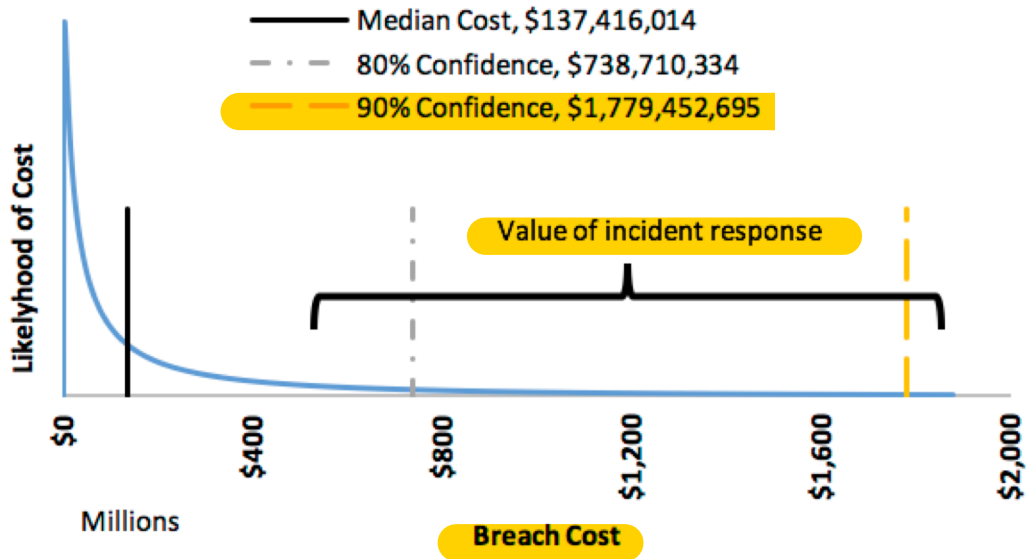 Median Cost, $137,416,014
80% Confidence, $738,710,334
90% Confidence, $1,779,452,695
Likelyhood of Cost
Value of incident response
$0
$400
$800
$1,200
$1,600
$2,000
Millions
Breach Cost